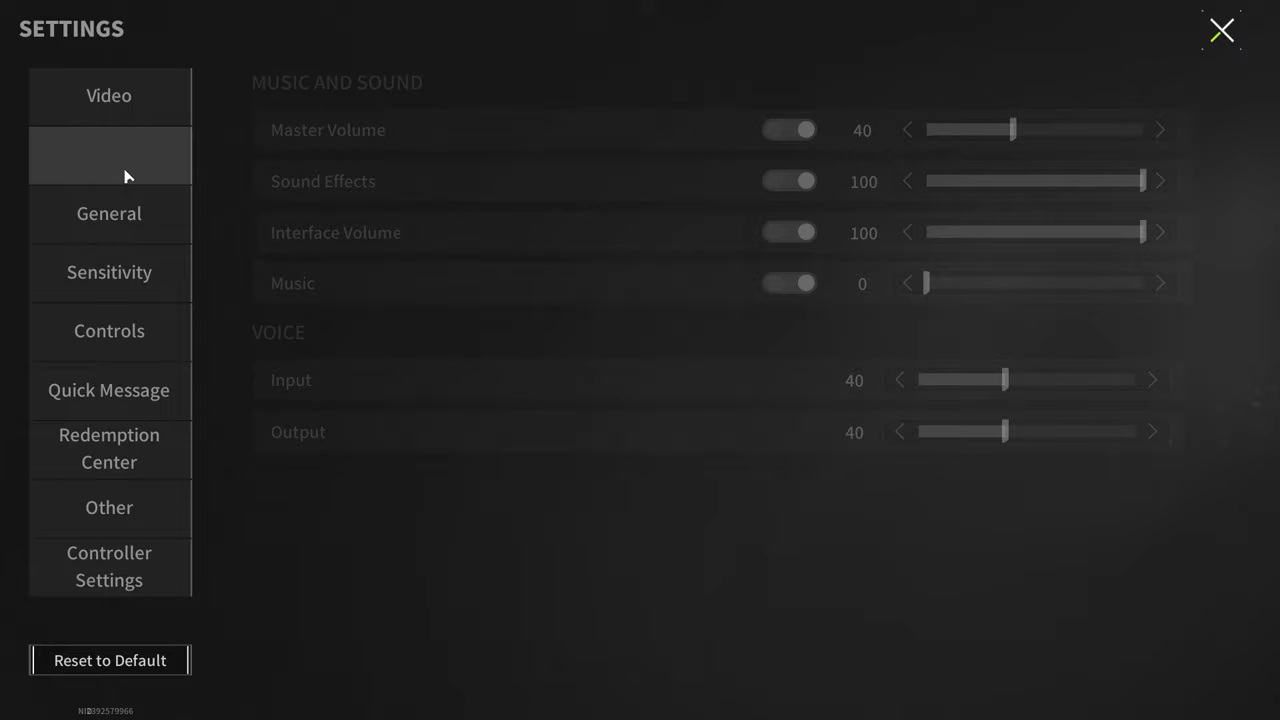 SETTINGS
Video
General
Sensitivity
Controls
Quick Message
Redemption
Center
Other
Controller
Settings
Reset to Default
MUSIC AND SOUND
Master Volume 40
Sound Effects 100
Interface Volume 100
Music 0
VOICE
Input 40
Output 40